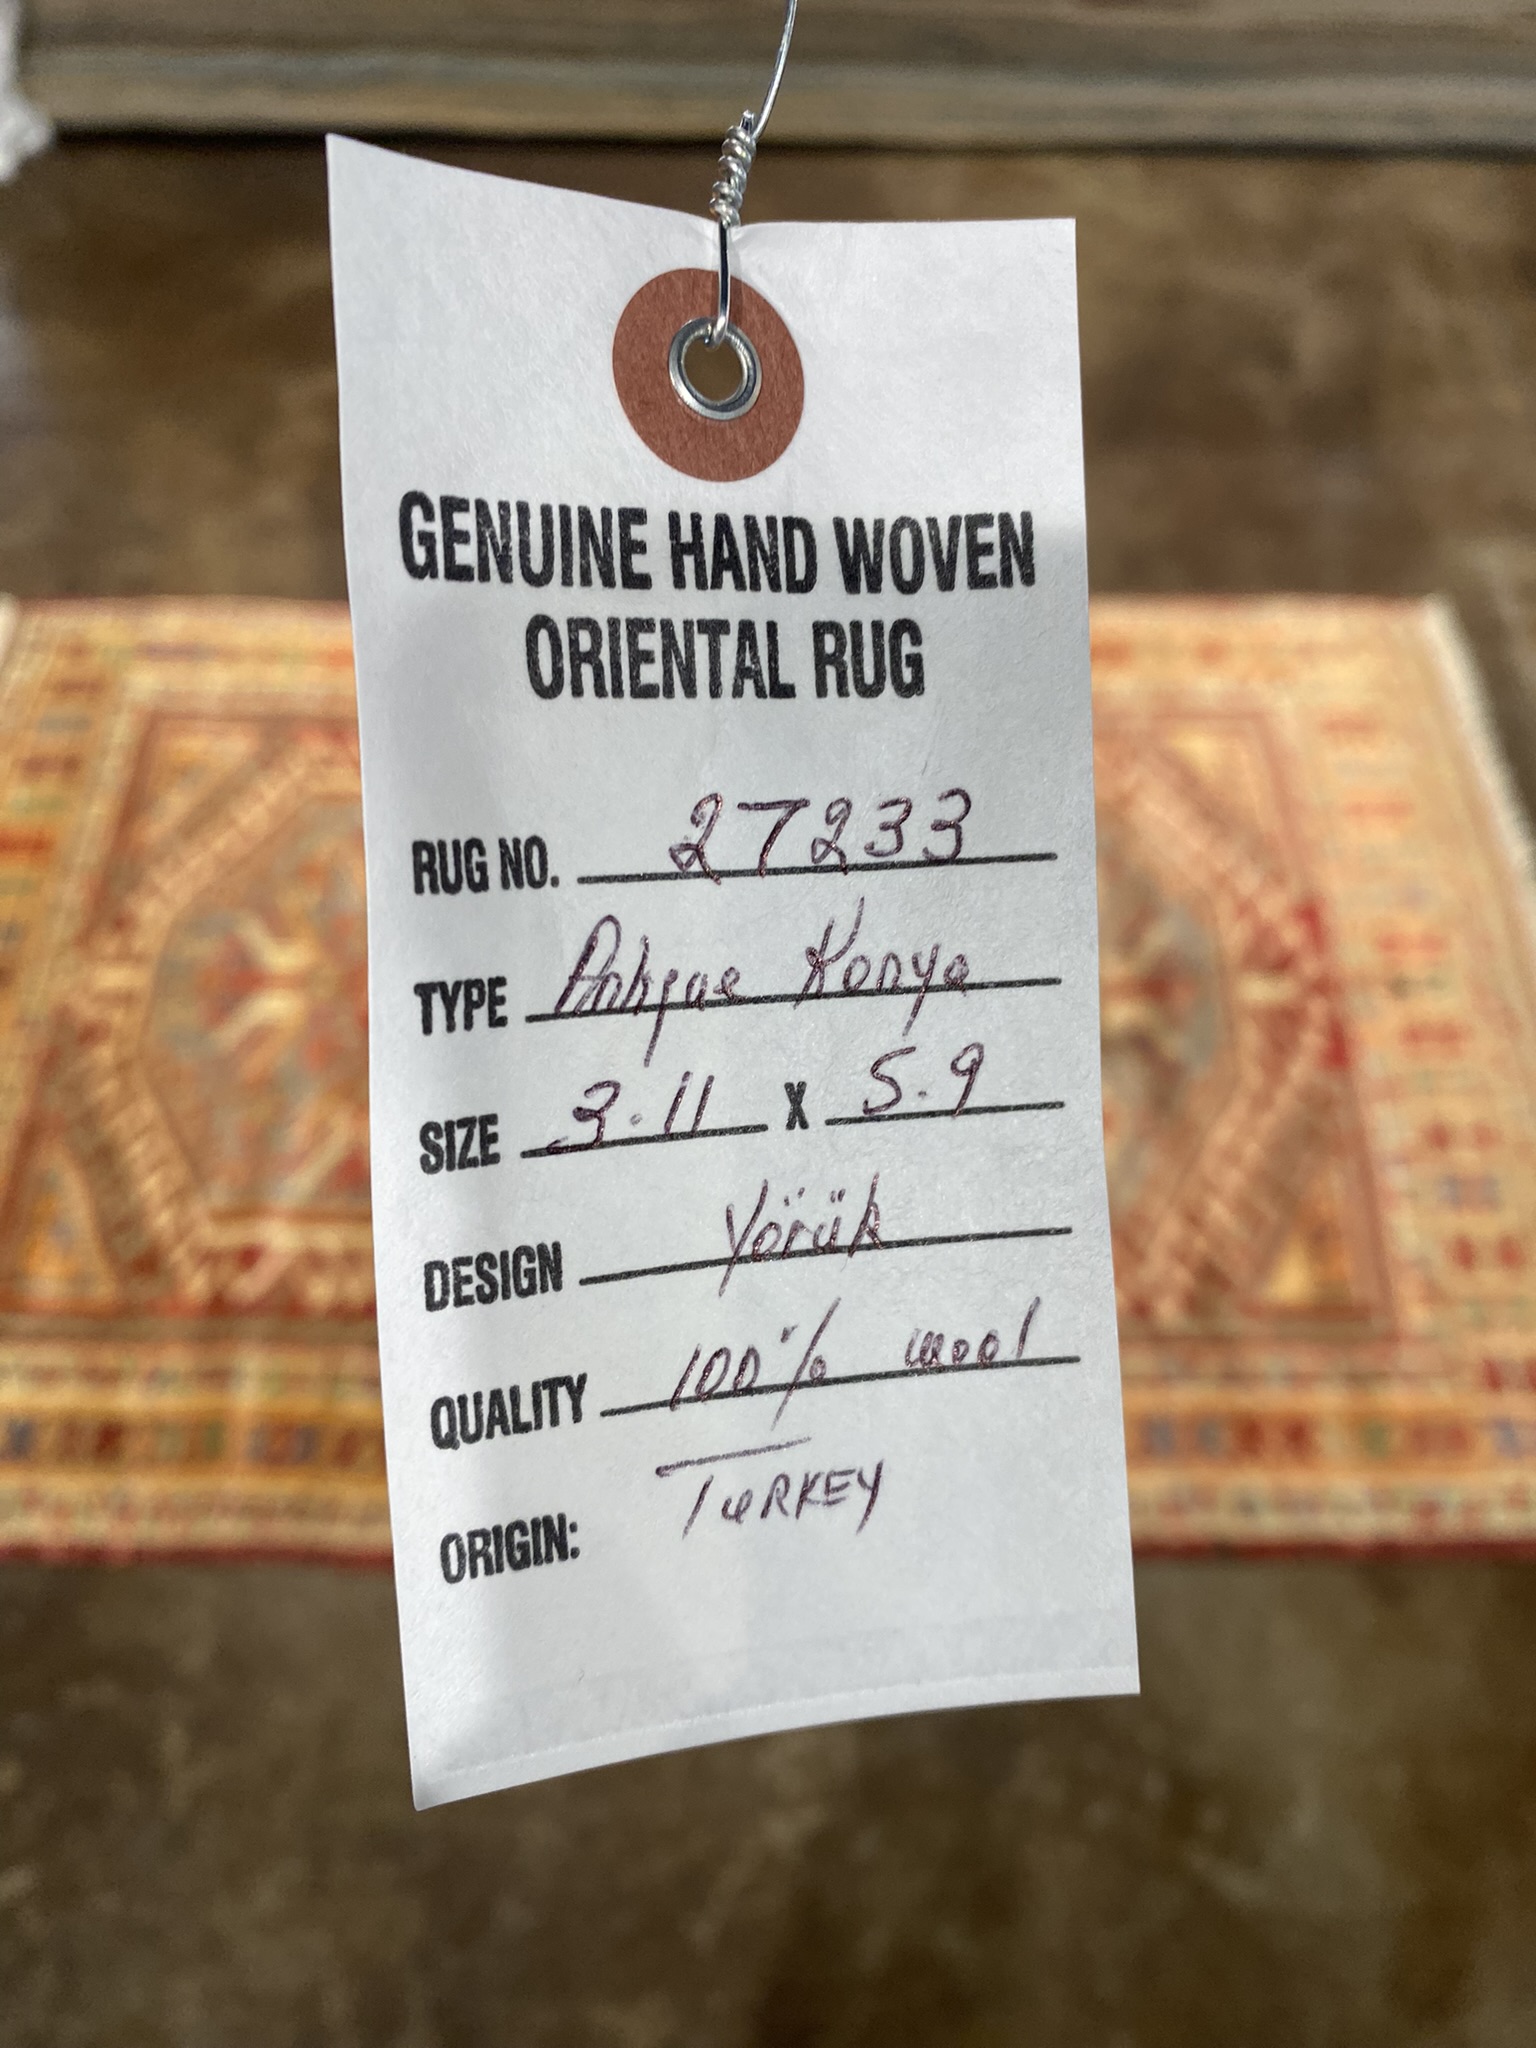 GENUINE HAND WOVEN
ORIENTAL RUG
RUG NO. 27233
TYPE Antique Konya
SIZE 3.11 X 5.9
DESIGN Yörük
QUALITY 100% wool
ORIGIN: TURKEY